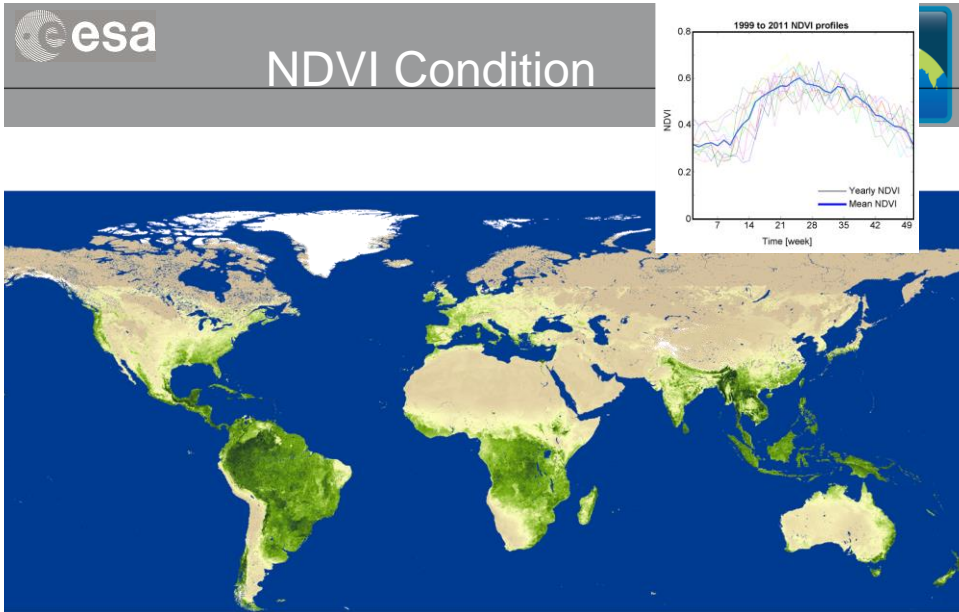 esa
NDVI Condition
1999 to 2011 NDVI profiles
0.8
0.6
0.4
0.2
0
NDVI
7 14 21 28 35 42 49
Time [week]
Yearly NDVI
Mean NDVI